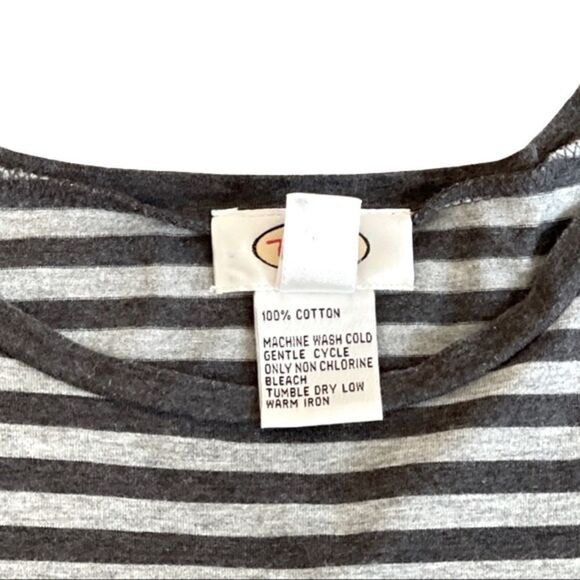 100% COTTON
MACHINE WASH COLD
GENTLE CYCLE
ONLY NON CHLORINE
BLEACH
TUMBLE DRY LOW
WARM IRON